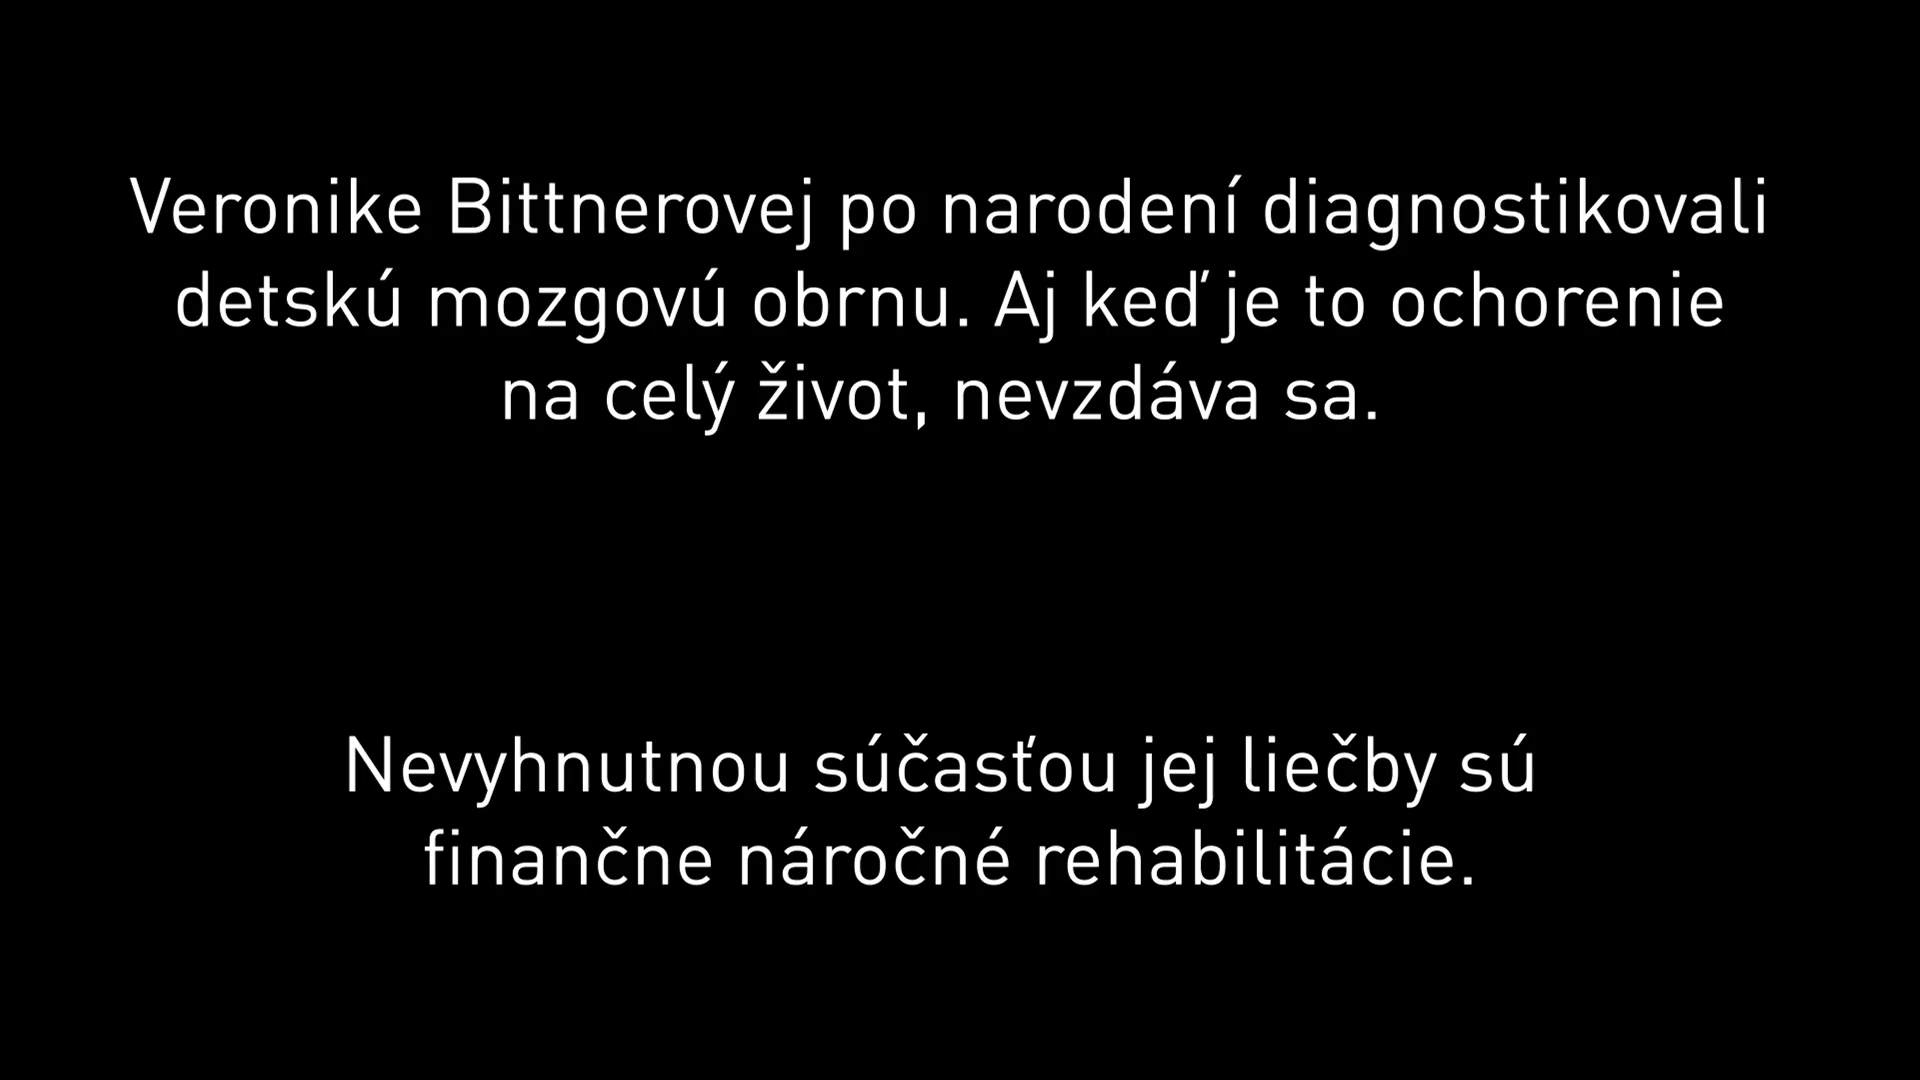 Veronike Bittnerovej po narodení diagnostikovali
detskú mozgovú obrnu. Aj keď je to ochorenie
na celý život, nevzdáva sa.
Nevyhnutnou súčasťou jej liečby sú
finančne náročné rehabilitácie.